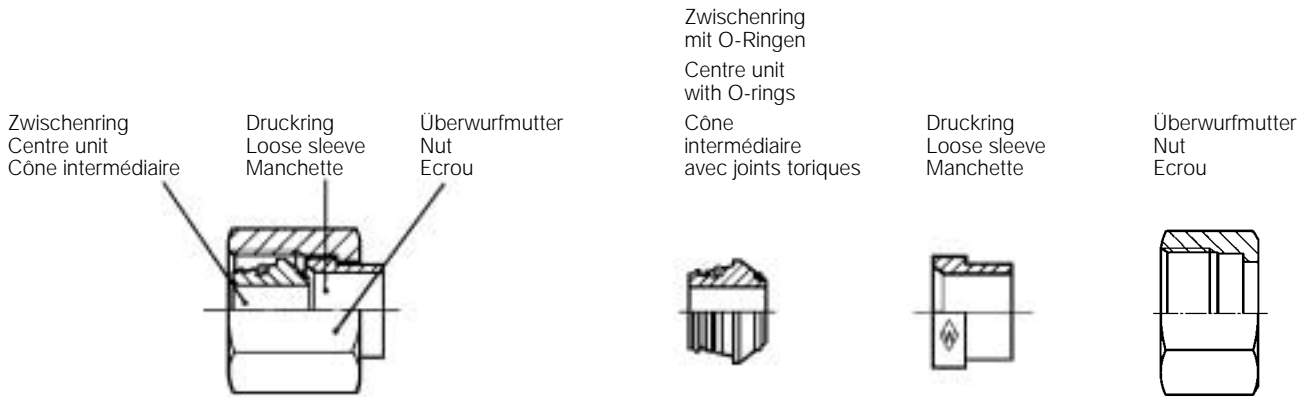 Zwischenring
Centre unit
Cône intermédiaire
Druckring
Loose sleeve
Manchette
Überwurfmutter
Nut
Ecrou
Zwischenring
mit O-Ringen
Centre unit
with O-rings
Cône
intermédiaire
avec joints toriques
Druckring
Loose sleeve
Manchette
Überwurfmutter
Nut
Ecrou